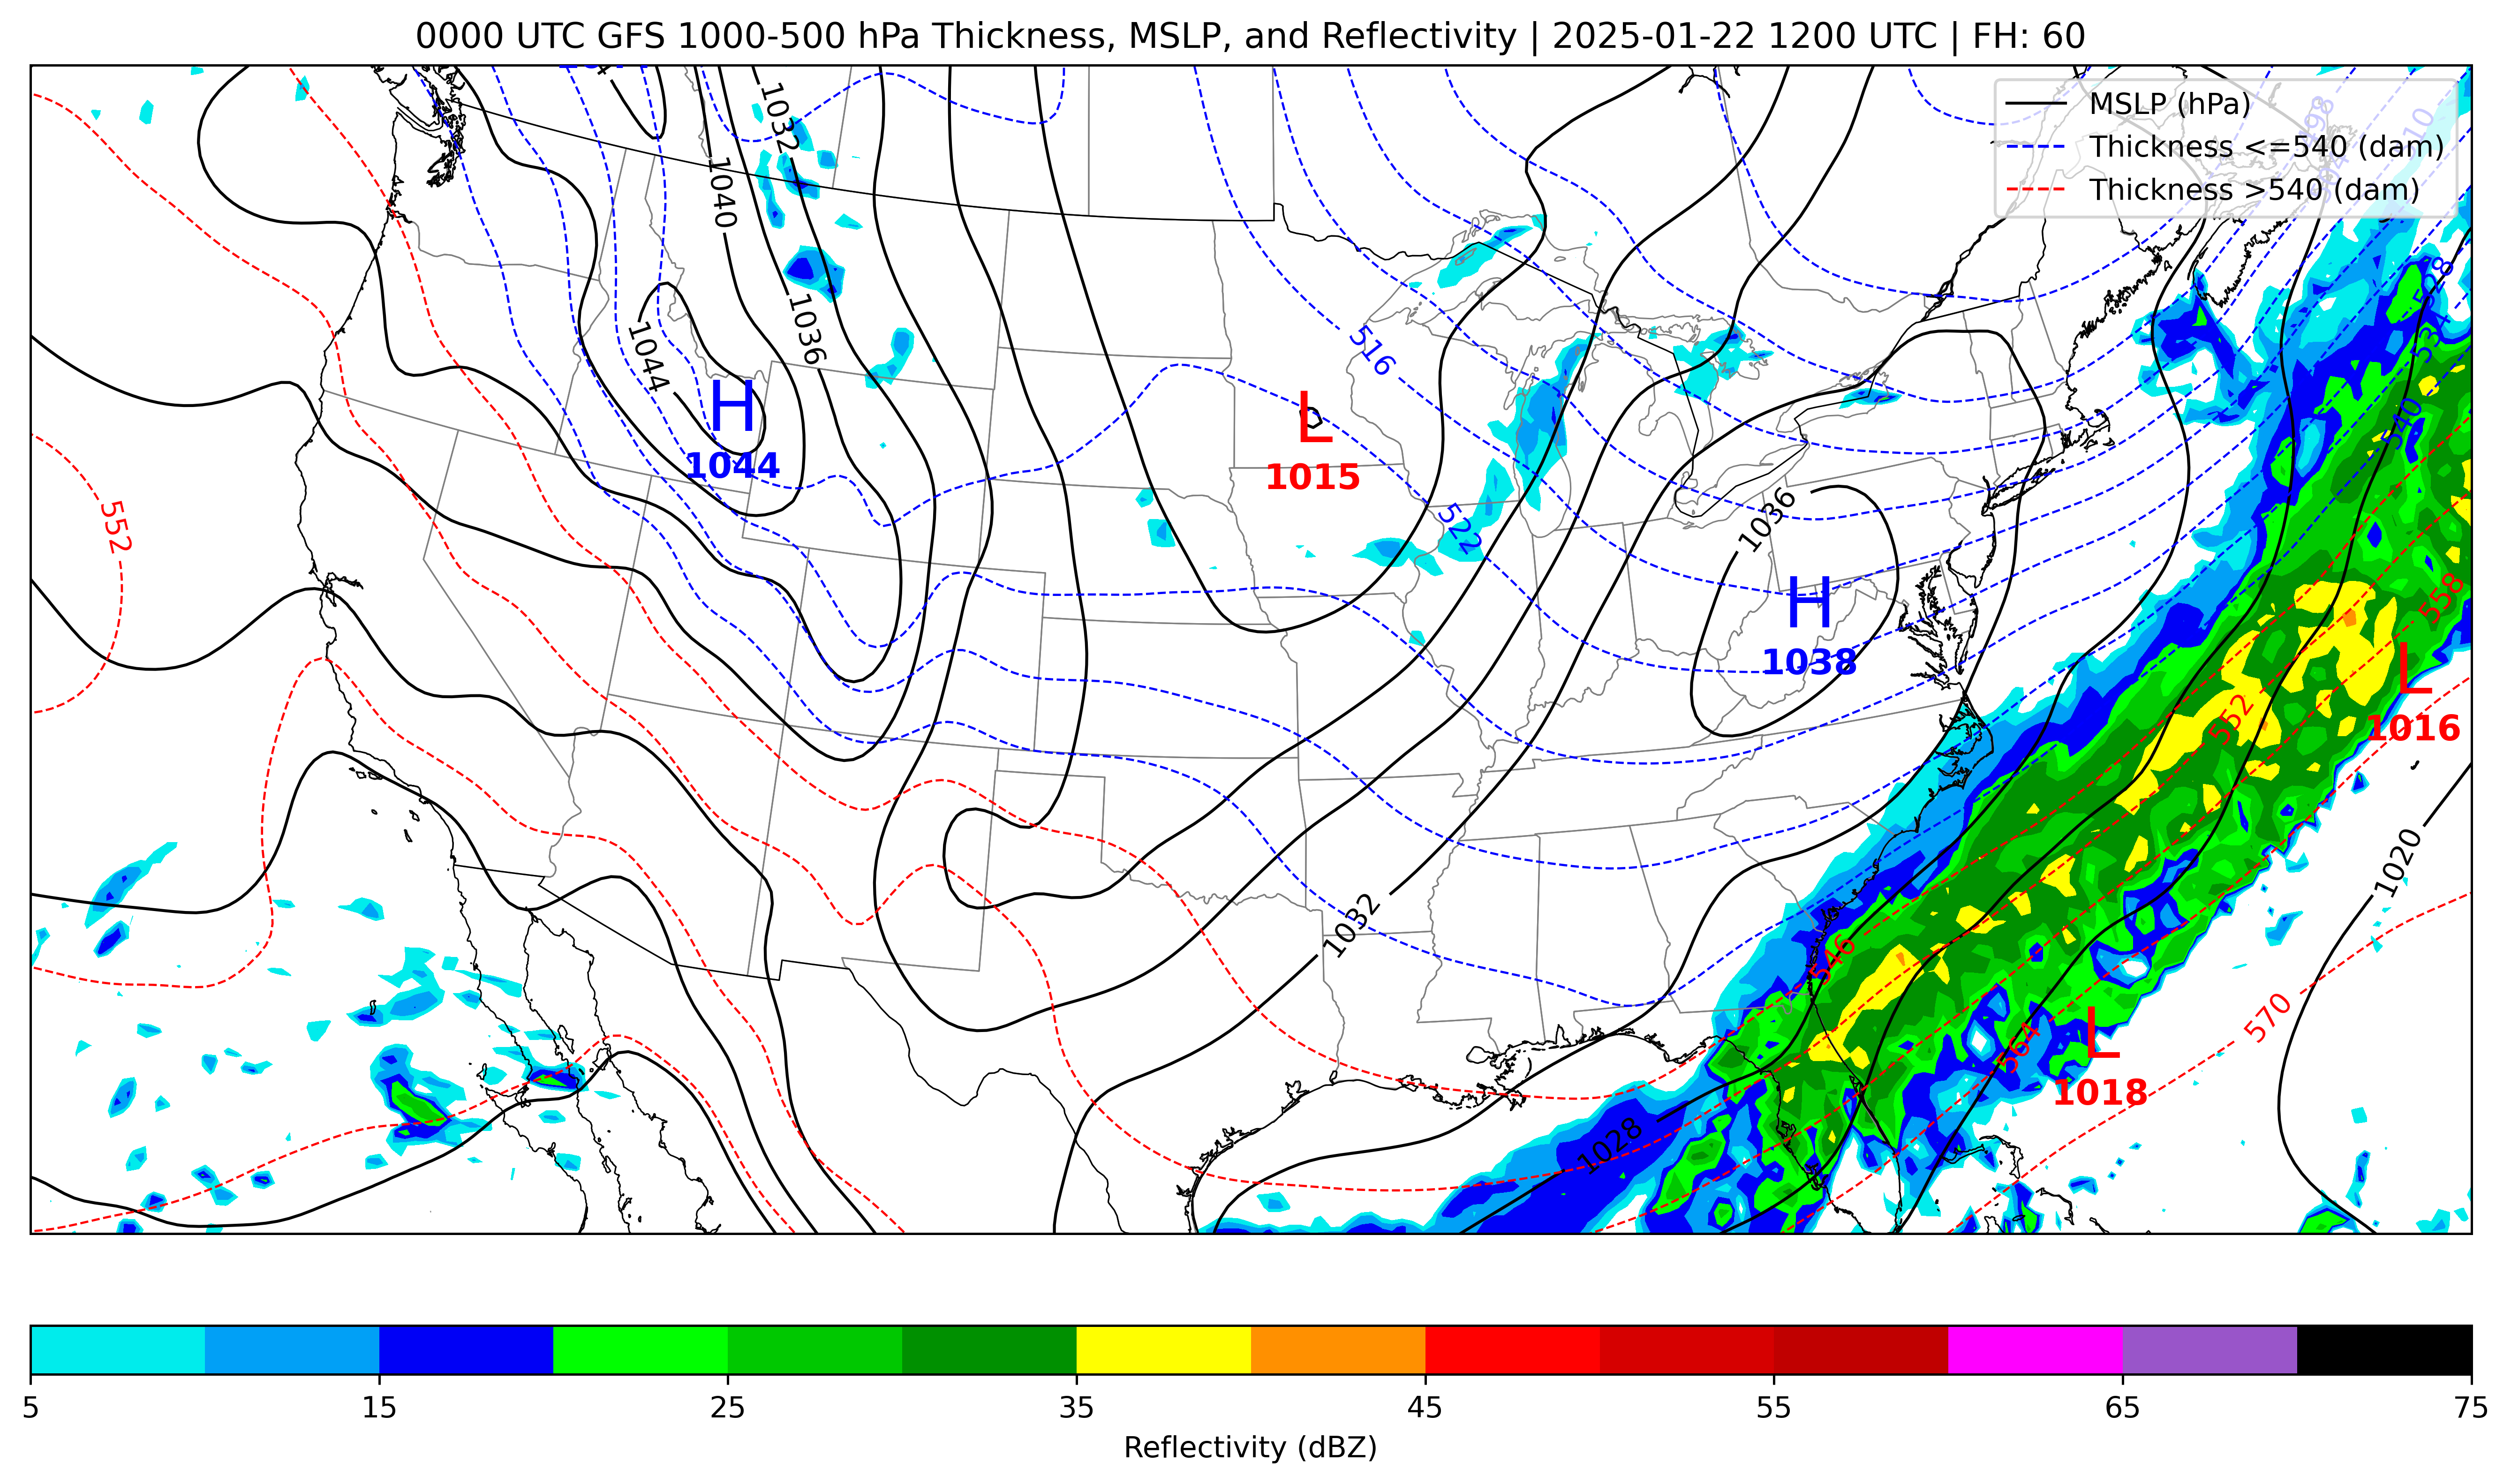 0000 UTC GFS 1000-500 hPa Thickness, MSLP, and Reflectivity | 2025-01-22 1200 UTC | FH: 60
MSLP (hPa)
Thickness <=540 (dam)
Thickness >540 (dam)
498
510
1032
1040
1036
1044
H
1044
516
522
L
1015
528
534
540
552
1036
H
1038
558
552
L
1016
1020
1032
546
570
564
L
1018
1028
5 15 25 35 45 55 65 75
Reflectivity (dBZ)